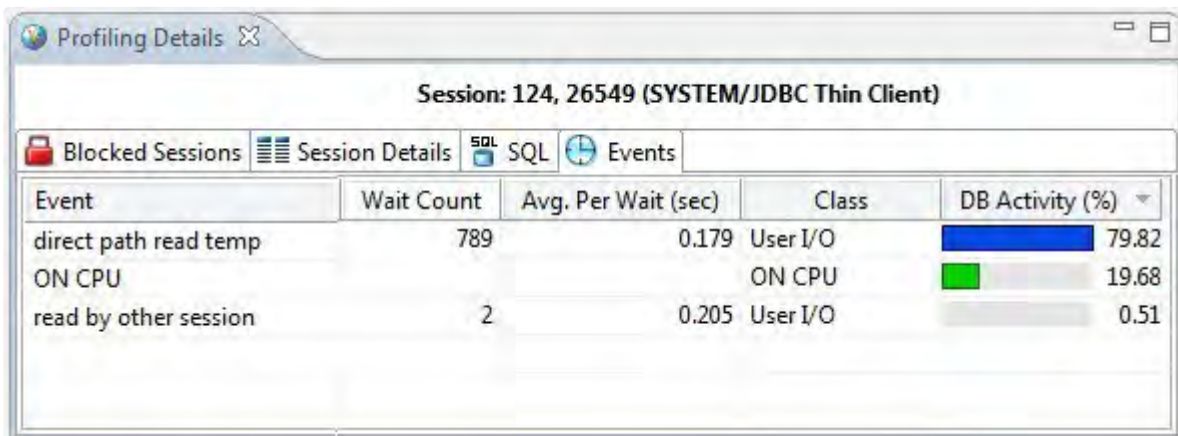 Profiling Details
Session: 124, 26549 (SYSTEM/JDBC Thin Client)
Blocked Sessions Session Details SQL SQL Events
Event Wait Count Avg. Per Wait (sec) Class DB Activity (%)
direct path read temp 789 0.179 User I/O 79.82
ON CPU ON CPU 19.68
read by other session 2 0.205 User I/O 0.51